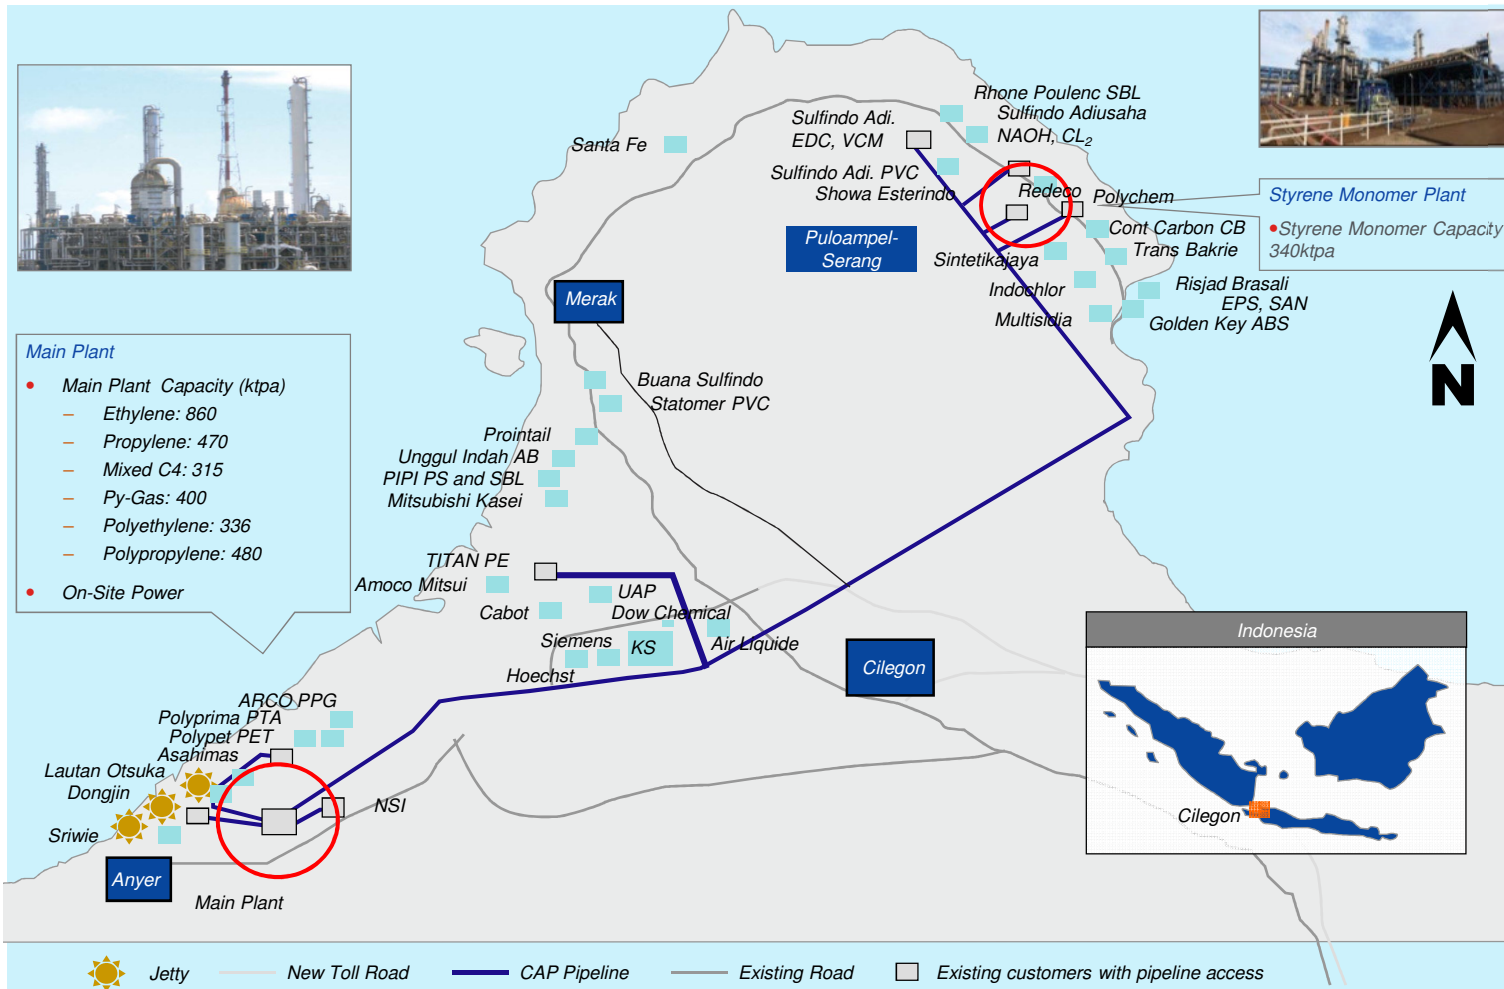 Rhone Poulenc SBL
Sulfindo Adiusaha
NAOH, CL2
Sulfindo Adi.
EDC, VCM
Santa Fe
Sulfindo Adi. PVC
Showa Esterindo
Redeco
Polychem
Styrene Monomer Plant
•Styrene Monomer Capacity
340ktpa
Cont Carbon CB
Trans Bakrie
Puloampel-
Serang
Sintetikajaya
Indochlor
Multisidia
Risjad Brasali
EPS, SAN
Golden Key ABS
Merak
N
Main Plant
• Main Plant Capacity (ktpa)
– Ethylene: 860
– Propylene: 470
– Mixed C4: 315
– Py-Gas: 400
– Polyethylene: 336
– Polypropylene: 480
• On-Site Power
Buana Sulfindo
Statomer PVC
Prointail
Unggul Indah AB
PIPI PS and SBL
Mitsubishi Kasei
TITAN PE
Amoco Mitsui
Cabot
UAP
Dow Chemical
Siemens
KS
Air Liquide
Hoechst
Cilegon
Indonesia
Cilegon
ARCO PPG
Polyprima PTA
Polypet PET
Asahimas
Lautan Otsuka
Dongjin
Sriwie
NSI
Anyer
Main Plant
Jetty
New Toll Road
CAP Pipeline
Existing Road
Existing customers with pipeline access